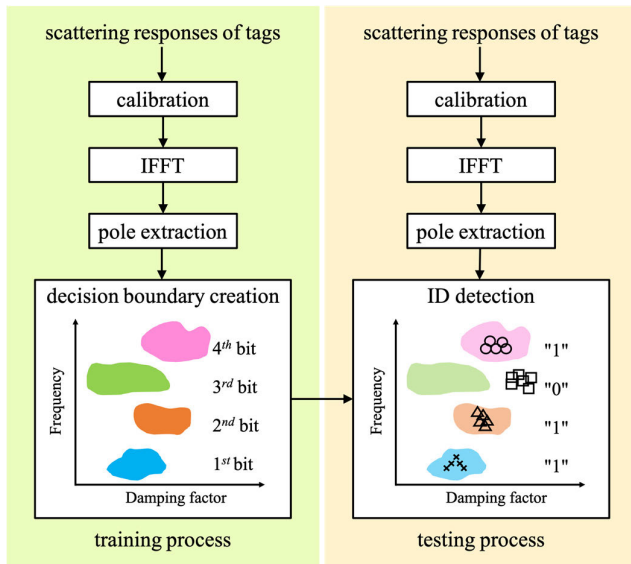 scattering responses of tags
calibration
IFFT
pole extraction
decision boundary creation
Frequency
4th bit
3rd bit
2nd bit
1st bit
Damping factor
training process
scattering responses of tags
calibration
IFFT
pole extraction
ID detection
Frequency
"1"
"0"
"1"
"1"
Damping factor
testing process